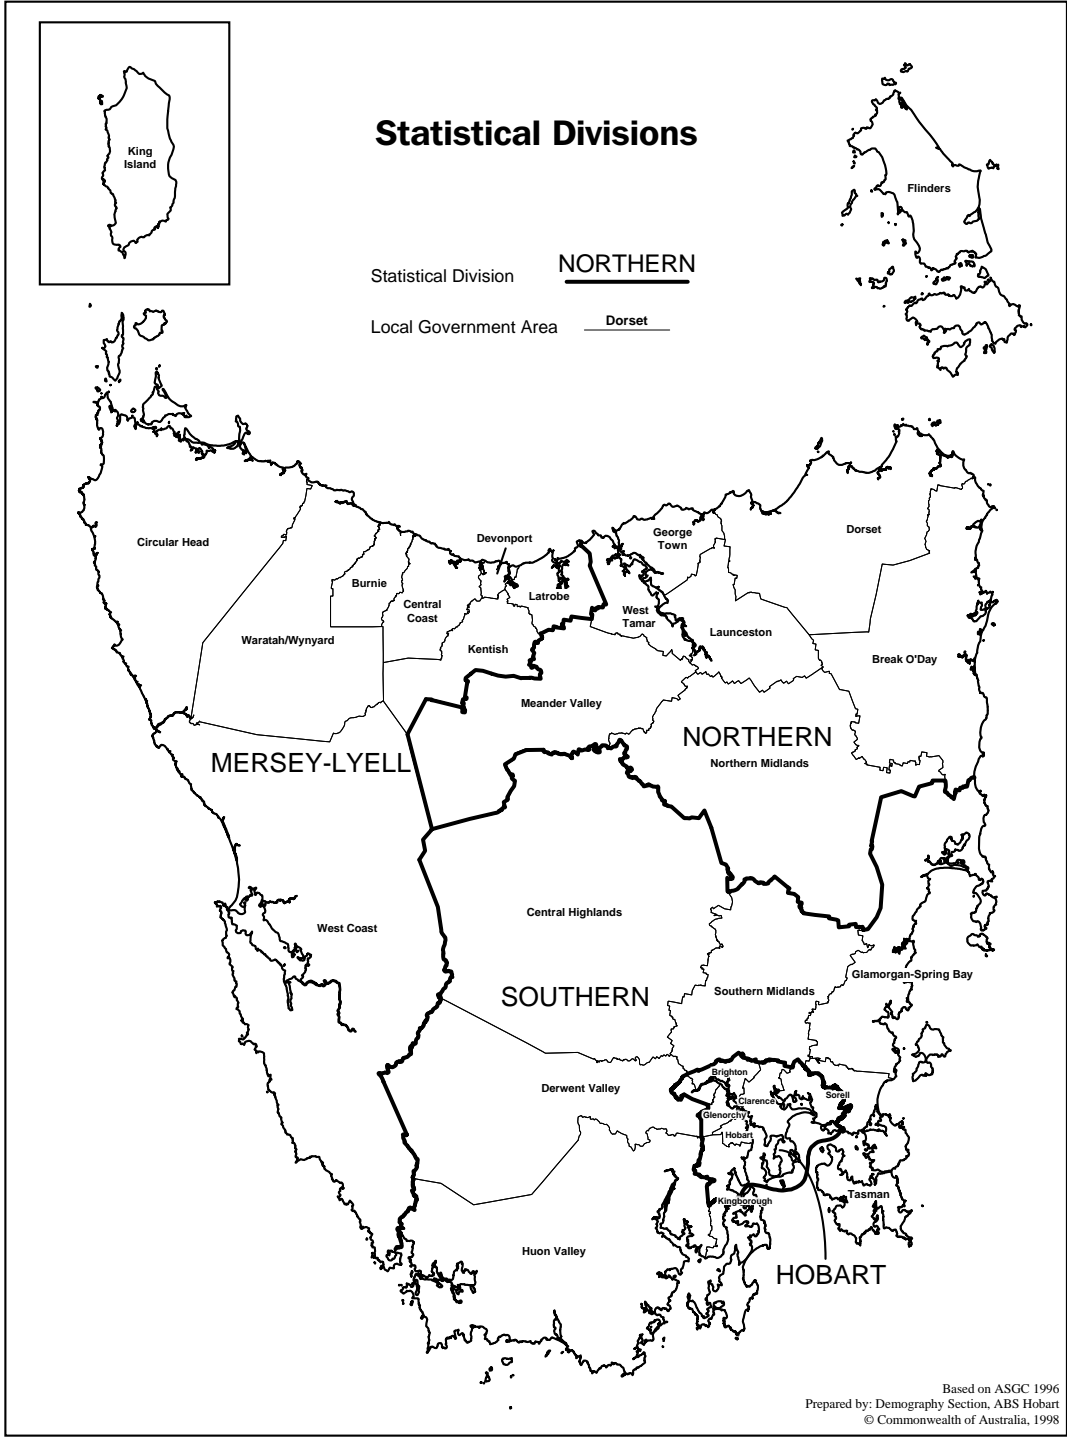 King
Island
Statistical Divisions
Flinders
Statistical Division
NORTHERN
Local Government Area
Dorset
Circular Head
Devonport
George
Town
Dorset
Burnie
Latrobe
Central
Coast
West
Tamar
Launceston
Waratah/Wynyard
Kentish
Break O'Day
Meander Valley
NORTHERN
MERSEY-LYELL
Northern Midlands
Central Highlands
West Coast
Glamorgan-Spring Bay
SOUTHERN
Southern Midlands
Brighton
Derwent Valley
Sorell
Clarence
Glenorchy
Hobart
Tasman
Kingborough
Huon Valley
HOBART
Based on ASGC 1996
Prepared by: Demography Section, ABS Hobart
© Commonwealth of Australia, 1998